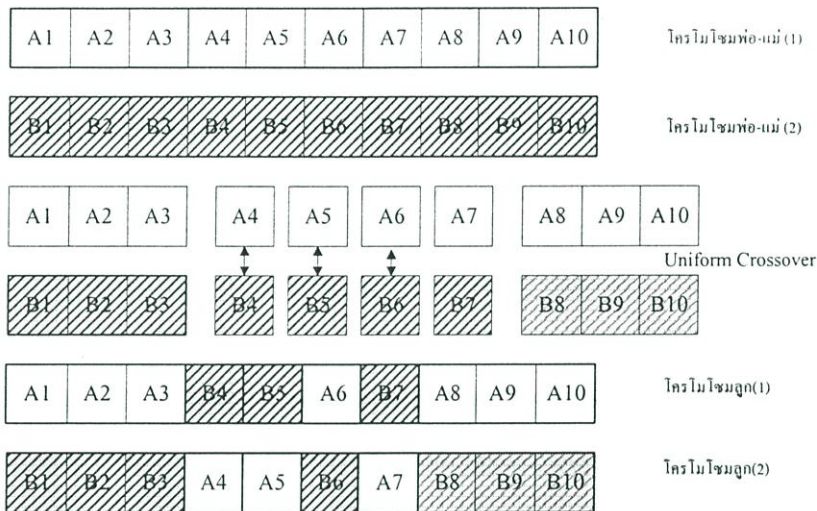 A1 A2 A3 A4 A5 A6 A7 A8 A9 A10 โครโมโซมพ่อ-แม่ (1)
B1 B2 B3 B4 B5 B6 B7 B8 B9 B10 โครโมโซมพ่อ-แม่ (2)
A1 A2 A3 A4 A5 A6 A7 A8 A9 A10
Uniform Crossover
B1 B2 B3 B4 B5 B6 B7 B8 B9 B10
A1 A2 A3 B4 B5 A6 B7 A8 A9 A10 โครโมโซมลูก(1)
B1 B2 B3 A4 A5 B6 A7 B8 B9 B10 โครโมโซมลูก(2)